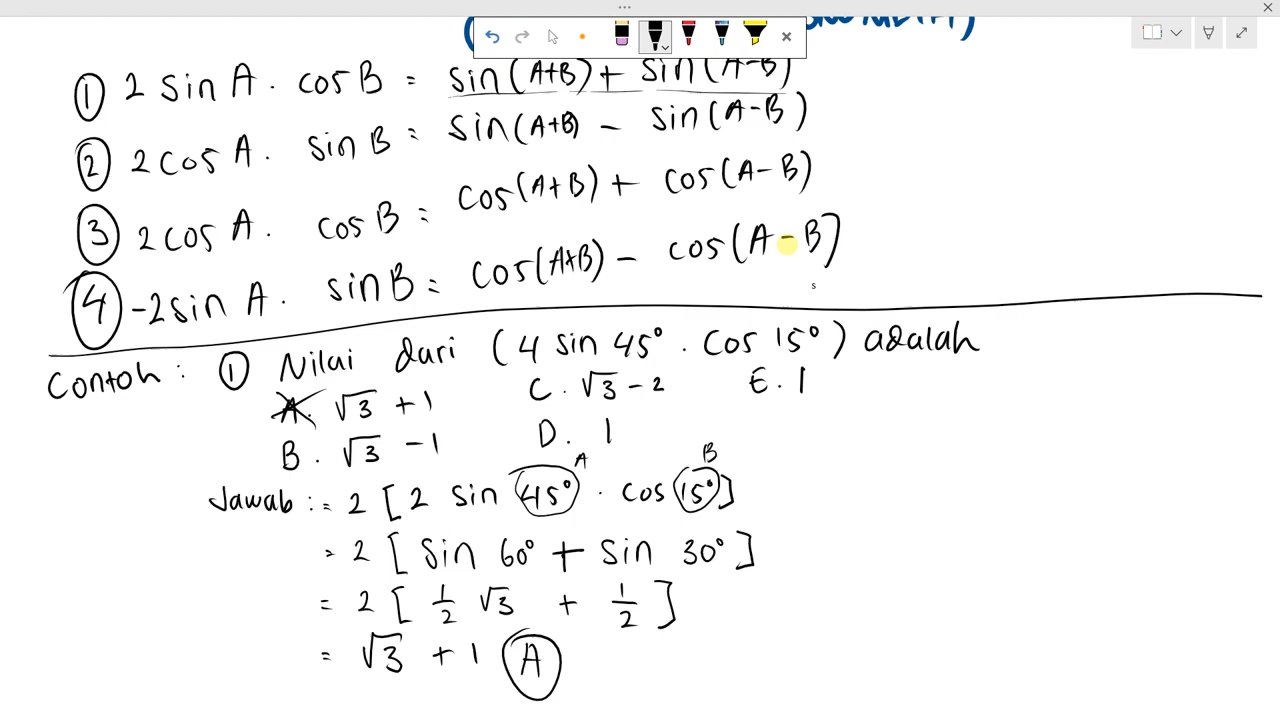 ① 2 sin A . cos B = sin(A+B) + sin(A-B)
② 2 cos A . sin B = sin(A+B) - sin(A-B)
③ 2 cos A . cos B = cos(A+B) + cos(A-B)
④ -2 sin A . sin B = cos(A+B) - cos(A-B)
Contoh : ① Nilai dari (4 sin 45° . cos 15°) adalah
A. √3 + 1 C. √3 - 2 E. 1
B. √3 - 1 D. 1
A B
Jawab : = 2 [2 sin 45° . cos 15°]
= 2 [sin 60° + sin 30°]
= 2 [1/2 √3 + 1/2]
= √3 + 1 A